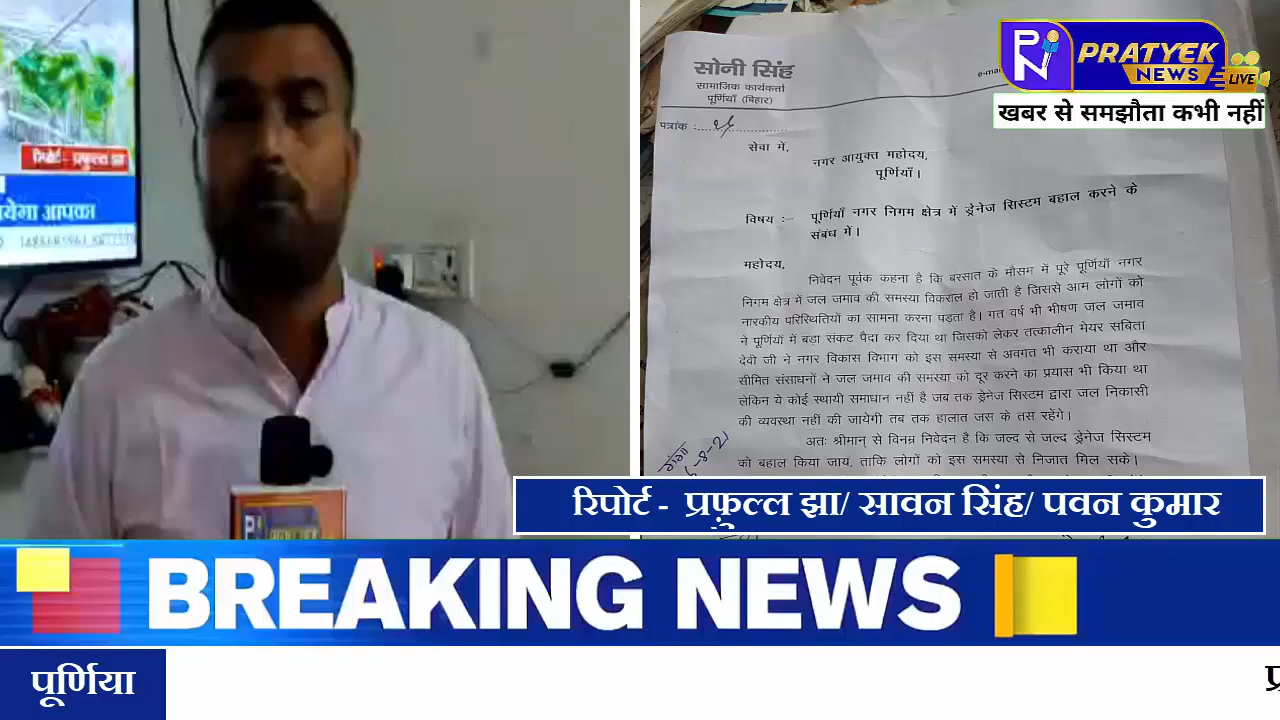 रिपोर्ट - प्रफुल्ल झा
येगा आपका
PRATYEK
NEWS
LIVE
खबर से समझौता कभी नहीं
सोनी सिंह
सामाजिक कार्यकर्त्ता
पूर्णियाँ (बिहार)
पत्रांक :
सेवा में,
नगर आयुक्त महोदय,
पूर्णियाँ।
विषय :– पूर्णियाँ नगर निगम क्षेत्र में ड्रेनेज सिस्टम बहाल करने के
संबंध में।
महोदय,
निवेदन पूर्वक कहना है कि बरसात के मौसम में पूरे पूर्णियाँ नगर
निगम क्षेत्र में जल जमाव की समस्या विकराल हो जाती है जिससे आम लोगों को
नारकीय परिस्थितियों का सामना करना पड़ता है। गत वर्ष भी भीषण जल जमाव
ने पूर्णियाँ में बडा संकट पैदा कर दिया था जिसको लेकर तत्कालीन मेयर सबिता
देवी जी ने नगर विकास विभाग को इस समस्या से अवगत भी कराया था और
सीमित संसाधनों ने जल जमाव की समस्या को दूर करने का प्रयास भी किया था
लेकिन ये कोई स्थायी समाधान नहीं है जब तक ड्रेनेज सिस्टम द्वारा जल निकासी
की व्यवस्था नहीं की जायेगी तब तक हालात जस के तस रहेंगे।
अतः श्रीमान् से विनम्र निवेदन है कि जल्द से जल्द ड्रेनेज सिस्टम
को बहाल किया जाय, ताकि लोगों को इस समस्या से निजात मिल सके।
रिपोर्ट - प्रफुल्ल झा/ सावन सिंह/ पवन कुमार
BREAKING NEWS
पूर्णिया